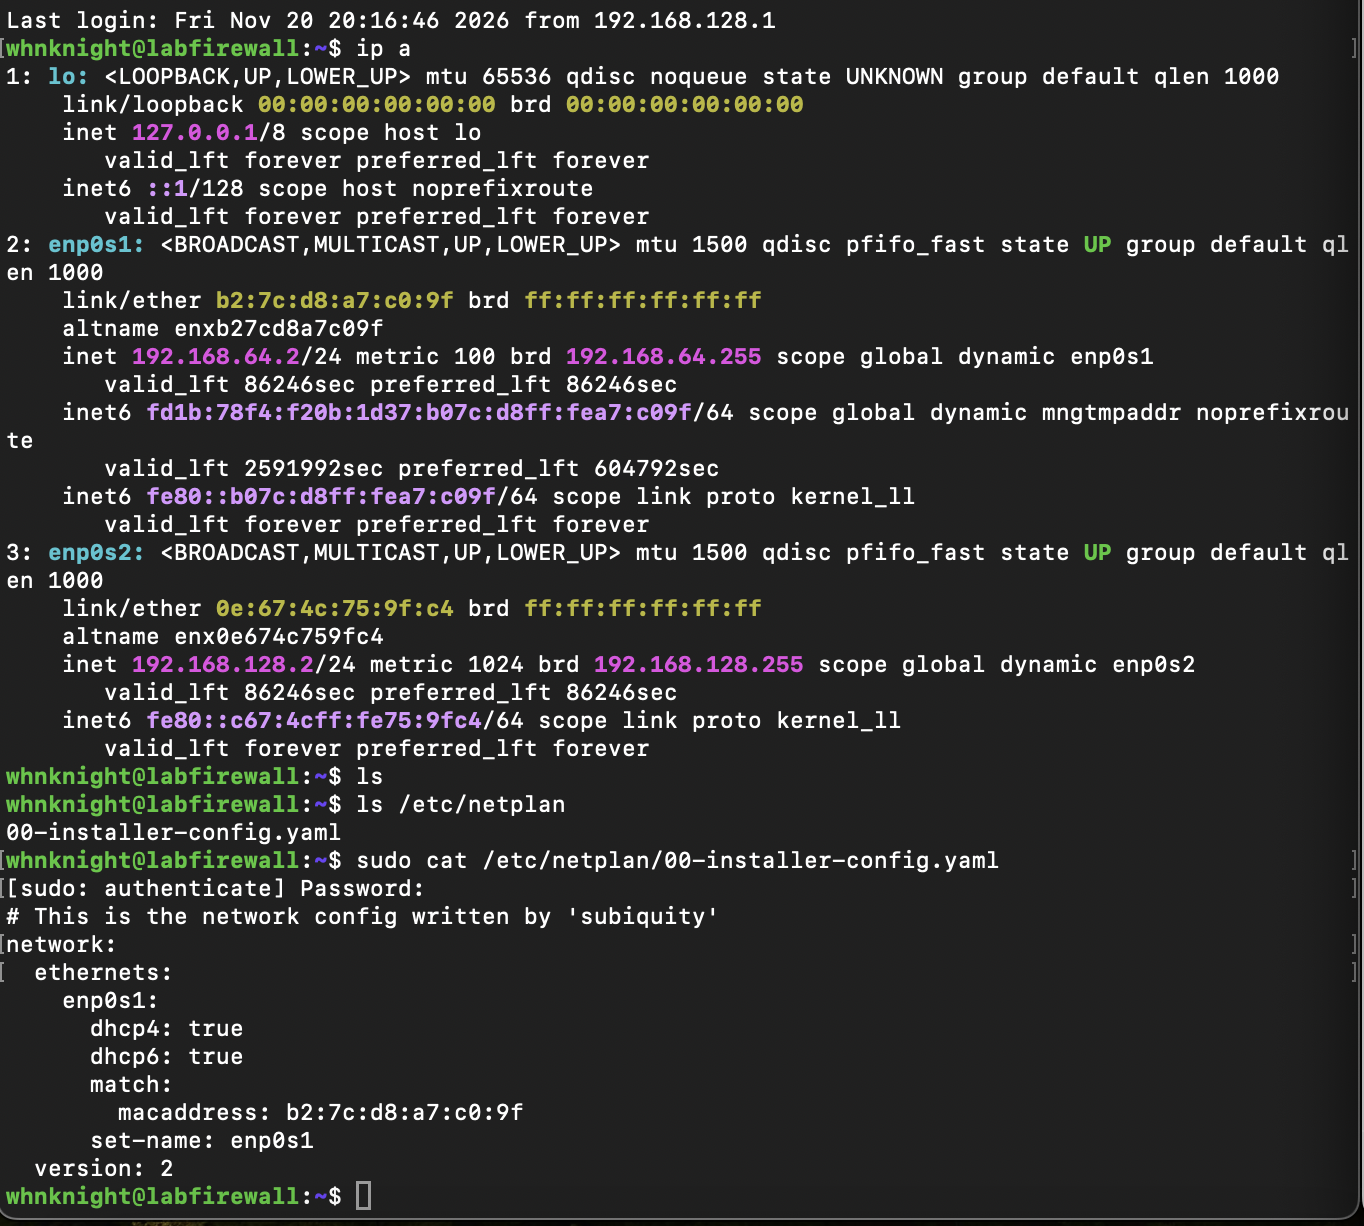 Last login: Fri Nov 20 20:16:46 2026 from 192.168.128.1
[whnknight@labfirewall:~$ ip a ]
1: lo: <LOOPBACK,UP,LOWER_UP> mtu 65536 qdisc noqueue state UNKNOWN group default qlen 1000
    link/loopback 00:00:00:00:00:00 brd 00:00:00:00:00:00
    inet 127.0.0.1/8 scope host lo
       valid_lft forever preferred_lft forever
    inet6 ::1/128 scope host noprefixroute
       valid_lft forever preferred_lft forever
2: enp0s1: <BROADCAST,MULTICAST,UP,LOWER_UP> mtu 1500 qdisc pfifo_fast state UP group default ql
en 1000
    link/ether b2:7c:d8:a7:c0:9f brd ff:ff:ff:ff:ff:ff
    altname enxb27cd8a7c09f
    inet 192.168.64.2/24 metric 100 brd 192.168.64.255 scope global dynamic enp0s1
       valid_lft 86246sec preferred_lft 86246sec
    inet6 fd1b:78f4:f20b:1d37:b07c:d8ff:fea7:c09f/64 scope global dynamic mngtmpaddr noprefixrou
te
       valid_lft 2591992sec preferred_lft 604792sec
    inet6 fe80::b07c:d8ff:fea7:c09f/64 scope link proto kernel_ll
       valid_lft forever preferred_lft forever
3: enp0s2: <BROADCAST,MULTICAST,UP,LOWER_UP> mtu 1500 qdisc pfifo_fast state UP group default ql
en 1000
    link/ether 0e:67:4c:75:9f:c4 brd ff:ff:ff:ff:ff:ff
    altname enx0e674c759fc4
    inet 192.168.128.2/24 metric 1024 brd 192.168.128.255 scope global dynamic enp0s2
       valid_lft 86246sec preferred_lft 86246sec
    inet6 fe80::c67:4cff:fe75:9fc4/64 scope link proto kernel_ll
       valid_lft forever preferred_lft forever
whnknight@labfirewall:~$ ls
whnknight@labfirewall:~$ ls /etc/netplan
00-installer-config.yaml
[whnknight@labfirewall:~$ sudo cat /etc/netplan/00-installer-config.yaml ]
[[sudo: authenticate] Password: ]
# This is the network config written by 'subiquity'
[network: ]
[  ethernets: ]
    enp0s1:
      dhcp4: true
      dhcp6: true
      match:
        macaddress: b2:7c:d8:a7:c0:9f
      set-name: enp0s1
  version: 2
whnknight@labfirewall:~$